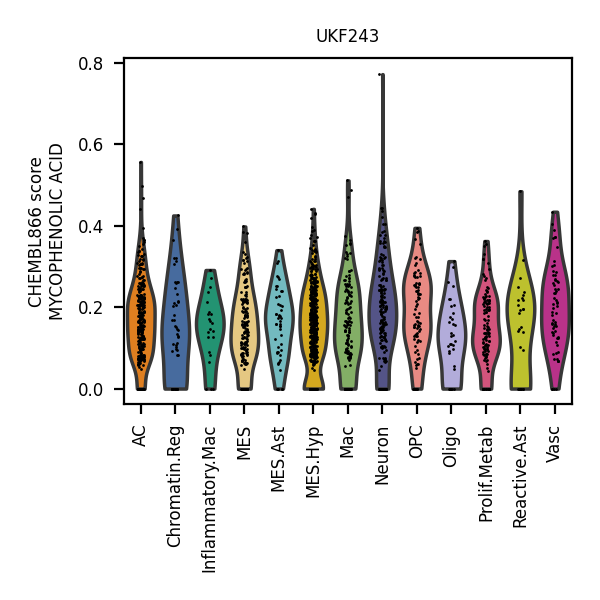 UKF243
CHEMBL866 score
MYCOPHENOLIC ACID
0.8
0.6
0.4
0.2
0.0
AC
Chromatin.Reg
Inflammatory.Mac
MES
MES.Ast
MES.Hyp
Mac
Neuron
OPC
Oligo
Prolif.Metab
Reactive.Ast
Vasc